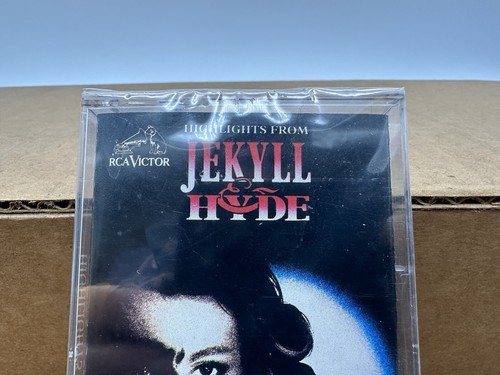 HIGHLIGHTS FROM
RCA VICTOR
JEKYLL
&
HYDE